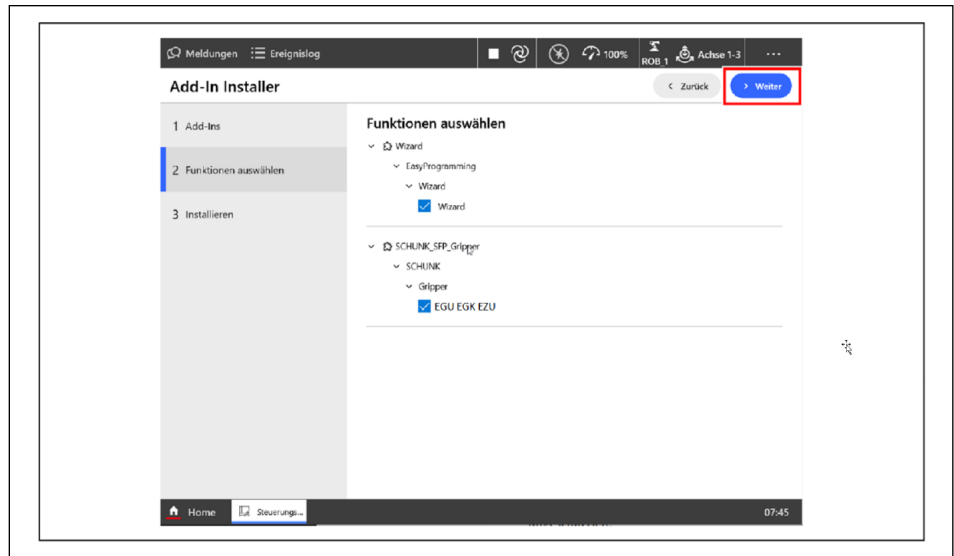 Meldungen Ereignislog 100% ROB_1 Achse 1-3 ...
Add-In Installer Zurück Weiter
1 Add-Ins
2 Funktionen auswählen
3 Installieren
Funktionen auswählen
Wizard
EasyProgramming
Wizard
Wizard
SCHUNK_SFP_Gripper
SCHUNK
Gripper
EGU EGK EZU
Home Steuerungs... 07:45